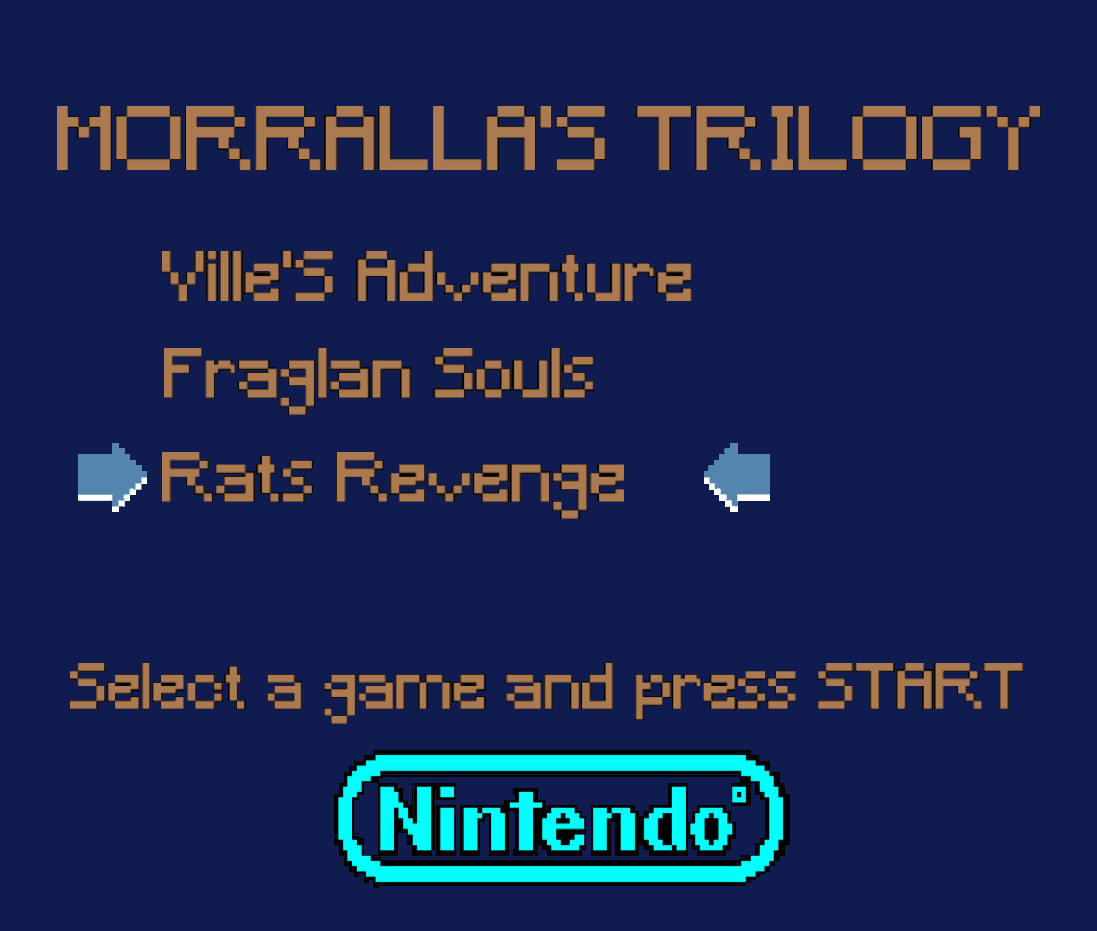 MORRALLA'S TRILOGY
Ville'S Adventure
Fraglan Souls
Rats Revenge
Select a game and press START
Nintendo